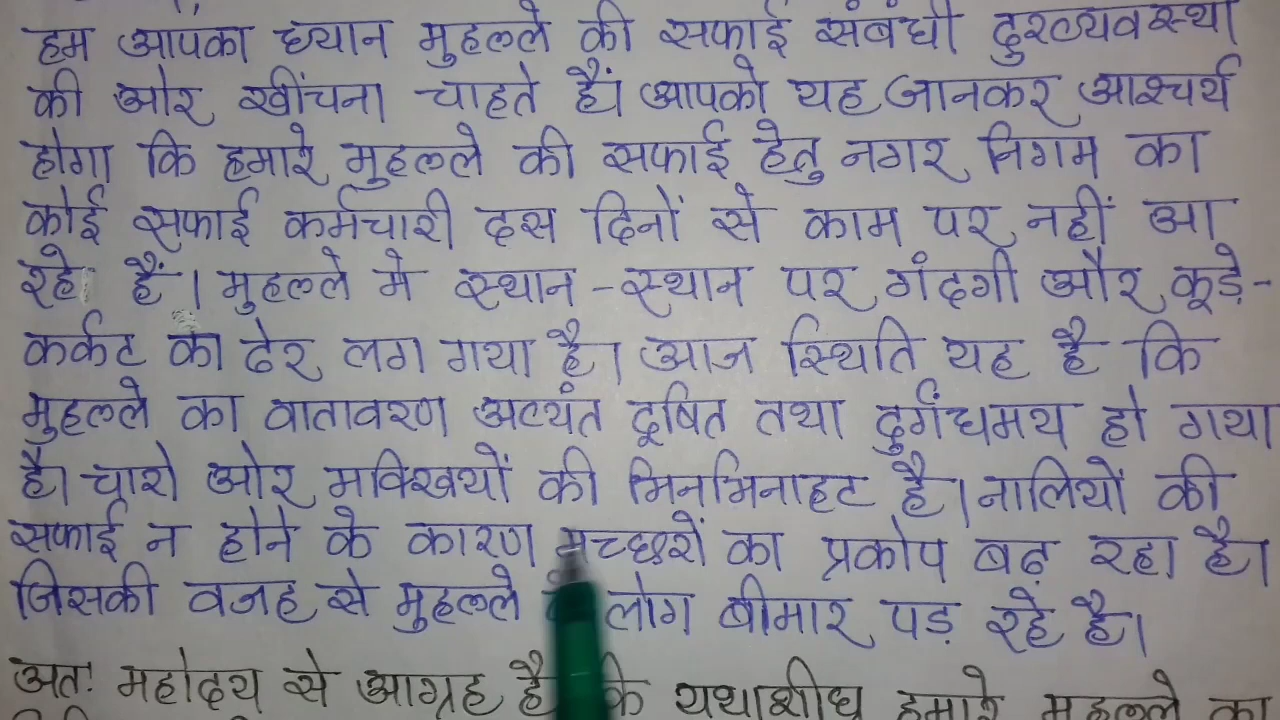 हम आपका ध्यान मुहल्ले की सफाई संबंधी दुरव्यवस्था
की ओर खींचना चाहते हैं। आपको यह जानकर आश्चर्य
होगा कि हमारे मुहल्ले की सफाई हेतु नगर निगम का
कोई सफाई कर्मचारी दस दिनों से काम पर नहीं आ
रहे हैं। मुहल्ले मे स्थान-स्थान पर गंदगी और कूड़े-
कर्कट का ढेर लग गया है। आज स्थिति यह है कि
मुहल्ले का वातावरण अत्यंत दूषित तथा दुर्गंधमय हो गया
है। चारो ओर मक्खियों की भिनभिनाहट है। नालियों की
सफाई न होने के कारण मच्छरों का प्रकोप बढ़ रहा है।
जिसकी वजह से मुहल्ले के लोग बीमार पड़ रहे है।
अतः महोदय से आग्रह है कि यथाशीघ्र हमारे मुहल्ले का